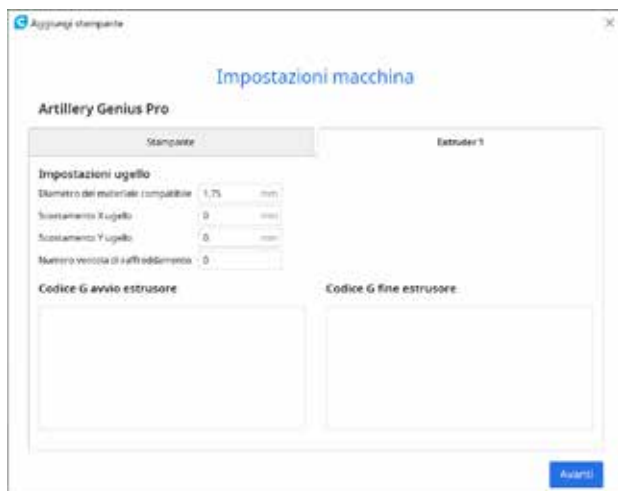 Aggiungi stampante
Impostazioni macchina
Artillery Genius Pro
Stampante
Extruder 1
Impostazioni ugello
Diametro del materiale compatibile 1,75 mm
Scostamento X ugello 0 mm
Scostamento Y ugello 0 mm
Numero ventola di raffreddamento 0
Codice G avvio estrusore
Codice G fine estrusore
Avanti